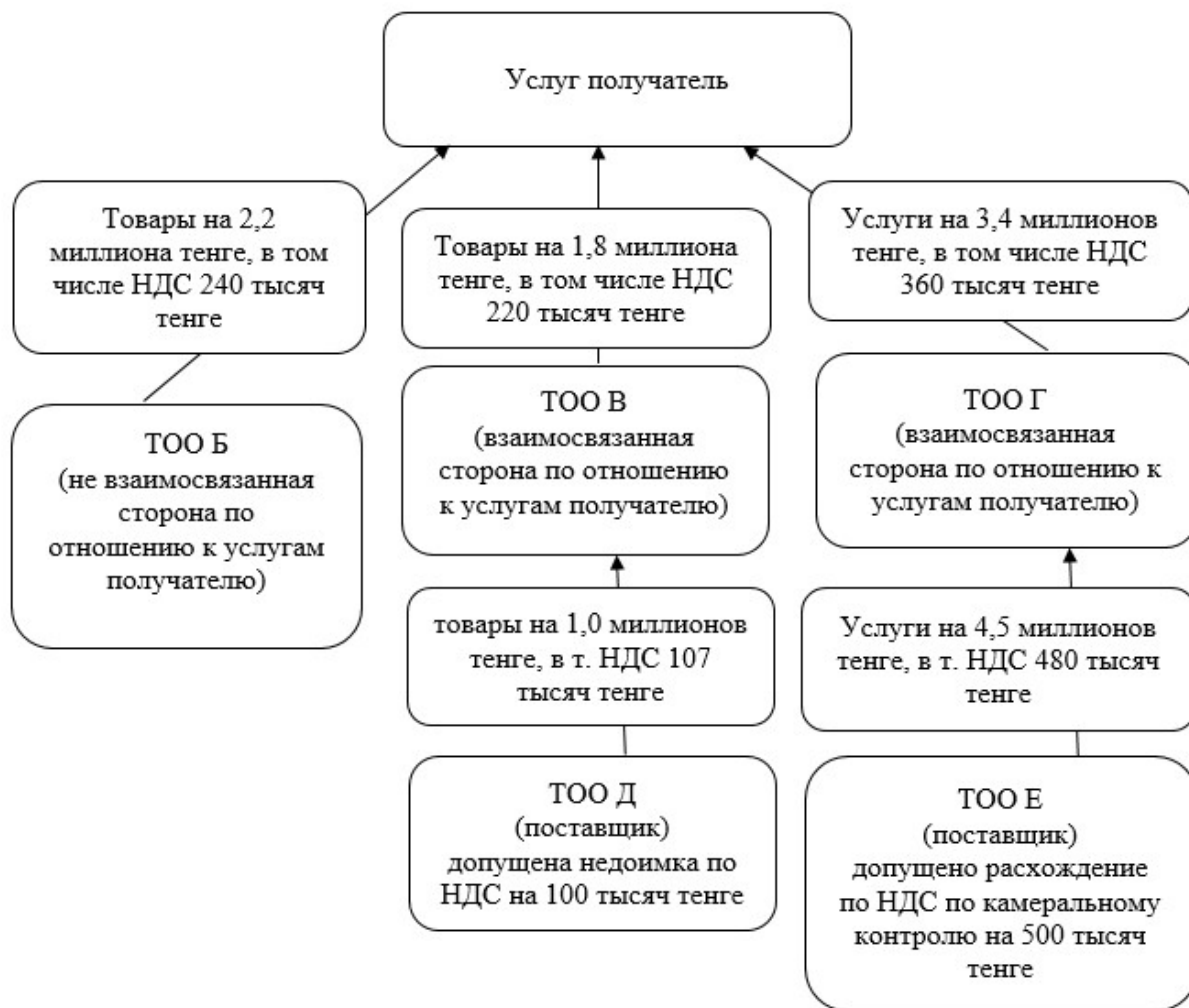 Услуг получатель
Товары на 2,2
миллиона тенге, в том
числе НДС 240 тысяч
тенге
Товары на 1,8 миллиона
тенге, в том числе НДС
220 тысяч тенге
Услуги на 3,4 миллионов
тенге, в том числе НДС
360 тысяч тенге
ТОО Б
(не взаимосвязанная
сторона по
отношению к услугам
получателю)
ТОО В
(взаимосвязанная
сторона по отношению
к услугам получателю)
ТОО Г
(взаимосвязанная
сторона по отношению к
услугам получателю)
товары на 1,0 миллионов
тенге, в т. НДС 107
тысяч тенге
Услуги на 4,5 миллионов
тенге, в т. НДС 480 тысяч
тенге
ТОО Д
(поставщик)
допущена недоимка по
НДС на 100 тысяч тенге
ТОО Е
(поставщик)
допущено расхождение
по НДС по камеральному
контролю на 500 тысяч
тенге